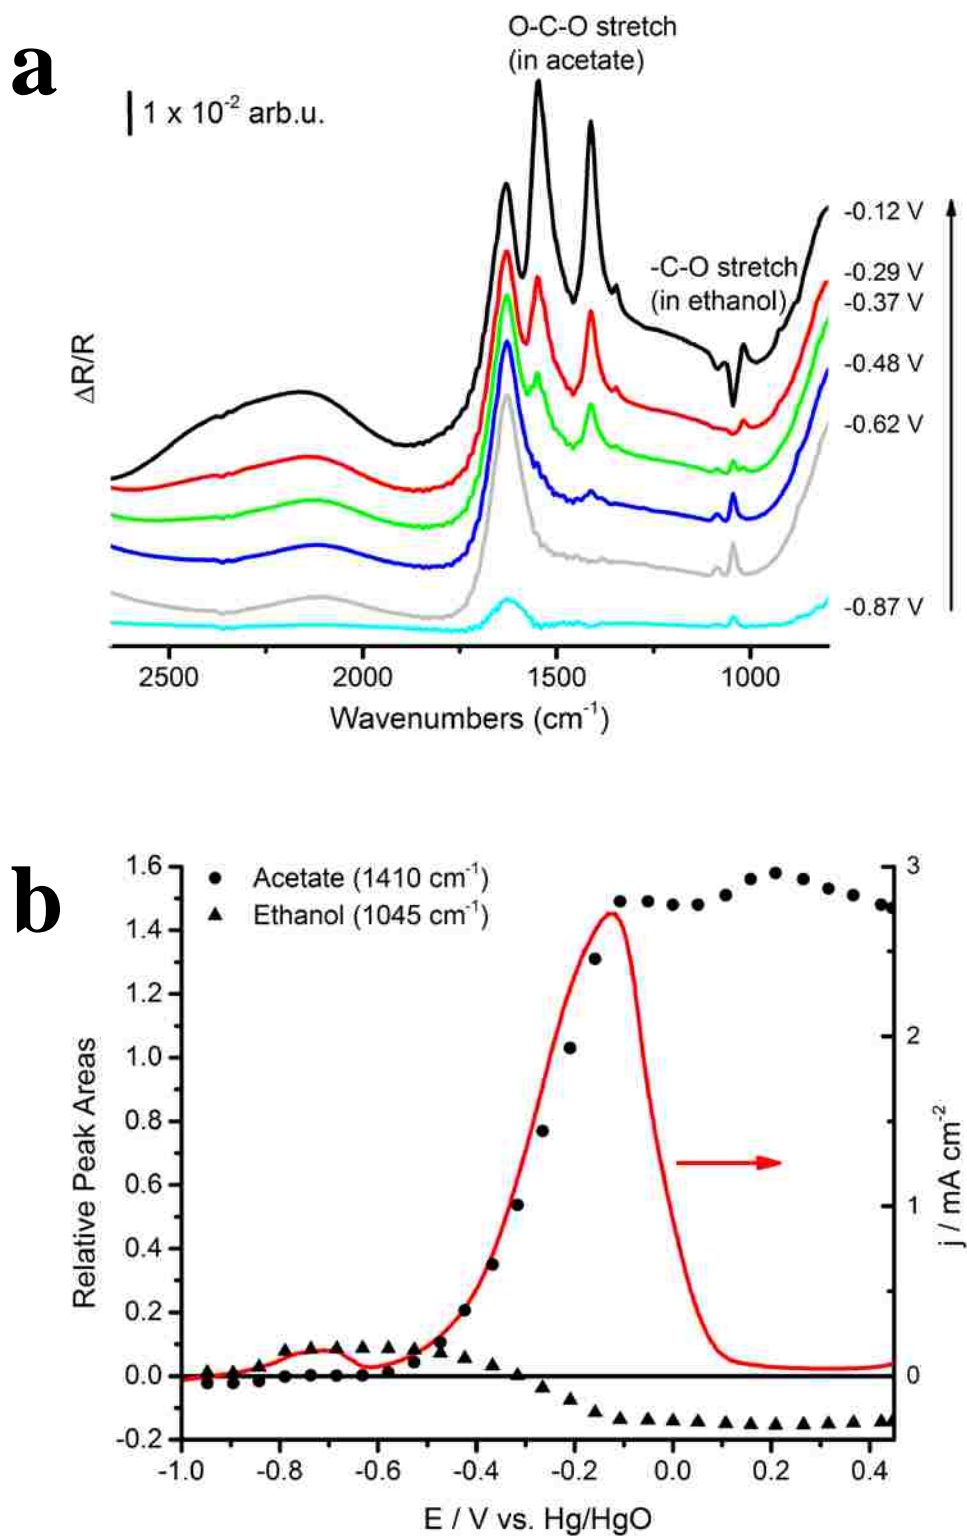 a
O-C-O stretch
(in acetate)
1 x 10⁻² arb.u.
-0.12 V
-C-O stretch
(in ethanol)
-0.29 V
-0.37 V
-0.48 V
-0.62 V
-0.87 V
ΔR/R
2500 2000 1500 1000
Wavenumbers (cm⁻¹)
b
Acetate (1410 cm⁻¹)
Ethanol (1045 cm⁻¹)
1.6
1.4
1.2
1.0
0.8
0.6
0.4
0.2
0.0
-0.2
Relative Peak Areas
3
2
1
0
j / mA cm⁻²
-1.0 -0.8 -0.6 -0.4 -0.2 0.0 0.2 0.4
E / V vs. Hg/HgO